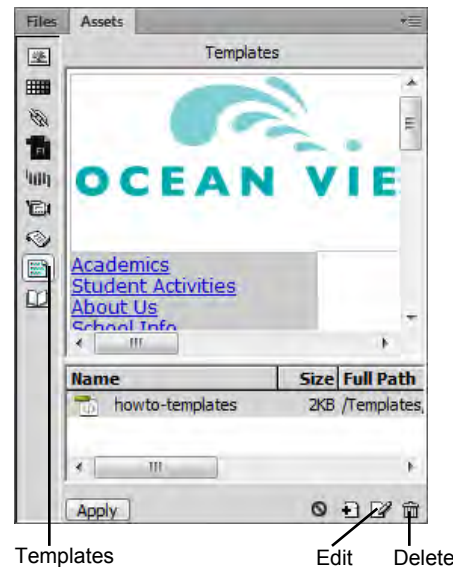 Files Assets
Templates
OCEAN VIE
Academics
Student Activities
About Us
School Info
Name Size Full Path
howto-templates 2KB /Templates,
Apply
Templates Edit Delete